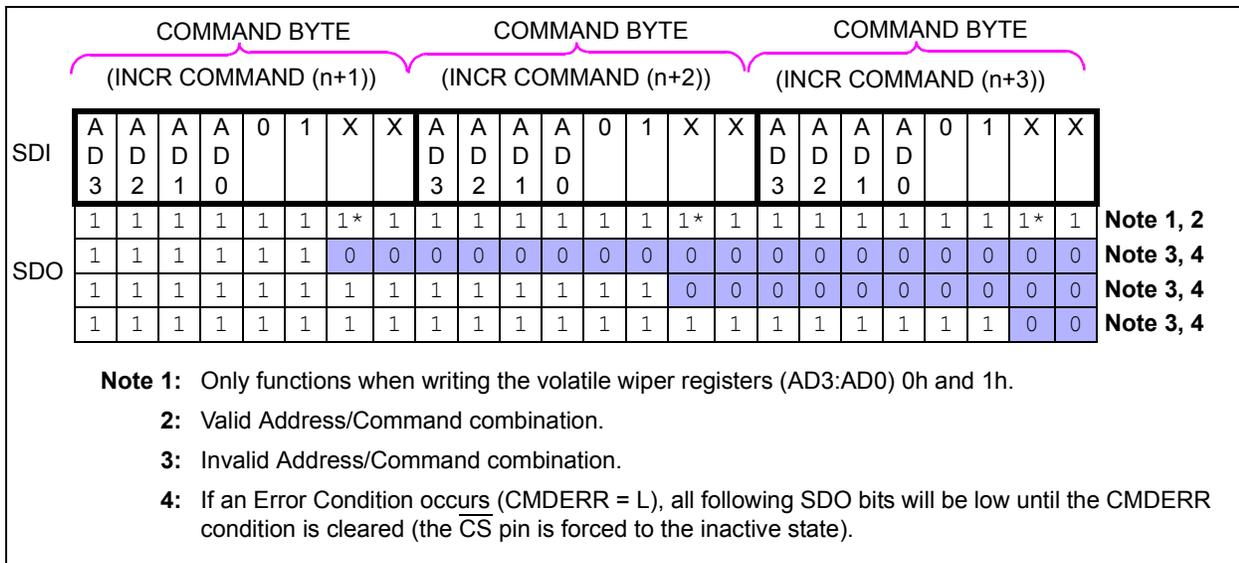 COMMAND BYTE COMMAND BYTE COMMAND BYTE
(INCR COMMAND (n+1)) (INCR COMMAND (n+2)) (INCR COMMAND (n+3))
SDI
A A A A 0 1 X X A A A A 0 1 X X A A A A 0 1 X X
D D D D D D D D D D D D
3 2 1 0 3 2 1 0 3 2 1 0
SDO
1 1 1 1 1 1 1* 1 1 1 1 1 1 1 1* 1 1 1 1 1 1 1 1* 1 Note 1, 2
1 1 1 1 1 1 0 0 0 0 0 0 0 0 0 0 0 0 0 0 0 0 0 0 Note 3, 4
1 1 1 1 1 1 1 1 1 1 1 1 1 1 0 0 0 0 0 0 0 0 0 0 Note 3, 4
1 1 1 1 1 1 1 1 1 1 1 1 1 1 1 1 1 1 1 1 1 1 0 0 Note 3, 4
Note 1: Only functions when writing the volatile wiper registers (AD3:AD0) 0h and 1h.
2: Valid Address/Command combination.
3: Invalid Address/Command combination.
4: If an Error Condition occurs (CMDERR = L), all following SDO bits will be low until the CMDERR
condition is cleared (the CS pin is forced to the inactive state).